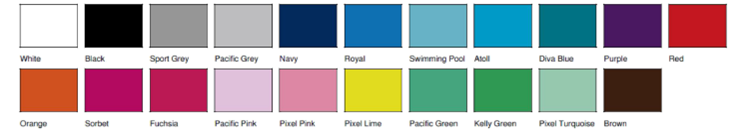 White Black Sport Grey Pacific Grey Navy Royal Swimming Pool Atoll Diva Blue Purple Red
Orange Sorbet Fuchsia Pacific Pink Pixel Pink Pixel Lime Pacific Green Kelly Green Pixel Turquoise Brown